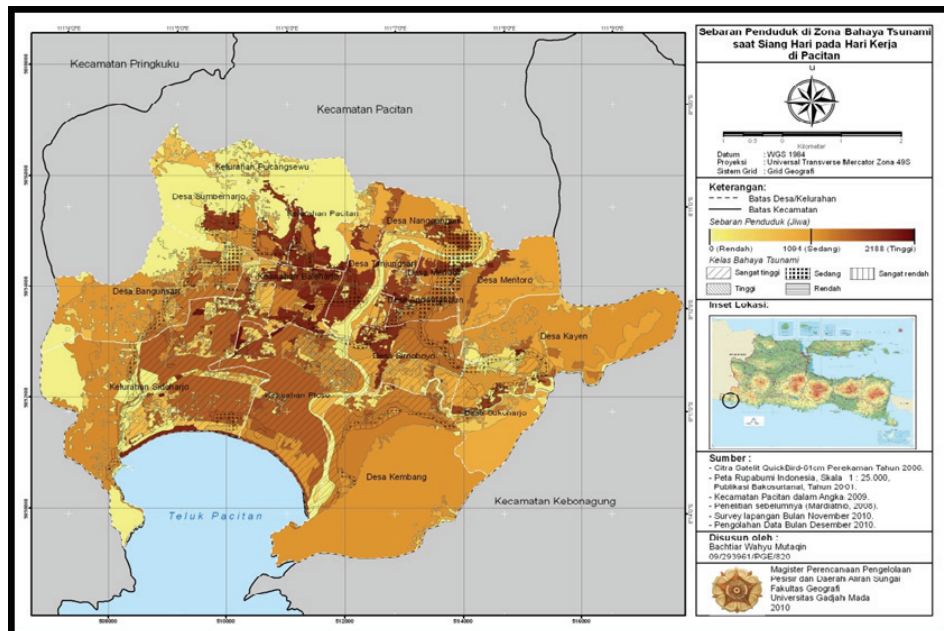 Sebaran Penduduk di Zona Bahaya Tsunami
saat Siang Hari pada Hari Kerja
di Pacitan
U
0.5
0
1
2
Kilometer
Datum : WGS 1984
Proyeksi : Universal Transverse Mercator Zona 49S
Sistem Grid : Grid Geografi
Keterangan:
Batas Desa/Kelurahan
Batas Kecamatan
Sebaran Penduduk (Jiwa)
0 (Rendah) 1094 (Sedang) 2188 (Tinggi)
Kelas Bahaya Tsunami
Sangat tinggi Sedang Sangat rendah
Tinggi Rendah
Inset Lokasi:
Sumber :
- Citra Satelit QuickBird-61cm Perekaman Tahun 2006.
- Peta Rupabumi Indonesia, Skala 1 : 25.000,
Publikasi Bakosurtanal, Tahun 2001.
- Kecamatan Pacitan dalam Angka 2009.
- Penelitian sebelumnya (Mardiatno, 2008).
- Survey lapangan Bulan November 2010.
- Pengolahan Data Bulan Desember 2010.
Disusun oleh :
Bachtiar Wahyu Mutaqin
09/293961/PGE/820
Magister Perencanaan Pengelolaan
Pesisir dan Daerah Aliran Sungai
Fakultas Geografi
Universitas Gadjah Mada
2010
Kecamatan Pringkuku
Kecamatan Pacitan
Kelurahan Pucangsewu
Desa Sumberharjo
Kelurahan Pacitan
Desa Nanggungan
Desa Tanjungsari
Desa Mentoro
Desa Bangunsari
Desa Kayen
Desa Sirnoboyo
Kelurahan Sidoharjo
Kelurahan Ploso
Desa Sukoharjo
Desa Kembang
Kecamatan Kebonagung
Teluk Pacitan
508000 510000 512000 514000 516000